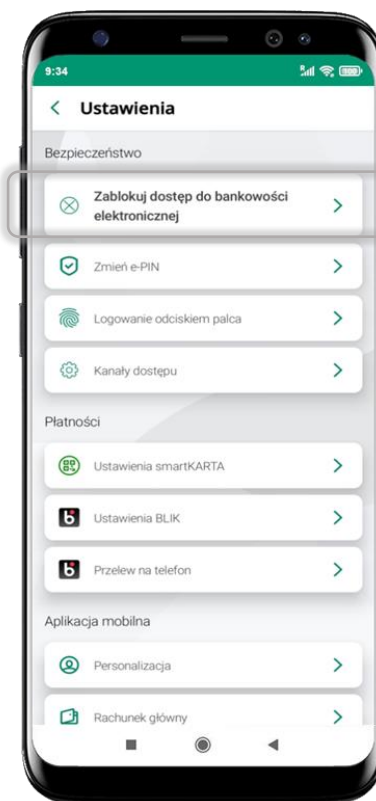 9:34
Ustawienia
Bezpieczeństwo
Zablokuj dostęp do bankowości
elektronicznej
Zmień e-PIN
Logowanie odciskiem palca
Kanały dostępu
Płatności
Ustawienia smartKARTA
Ustawienia BLIK
Przelew na telefon
Aplikacja mobilna
Personalizacja
Rachunek główny